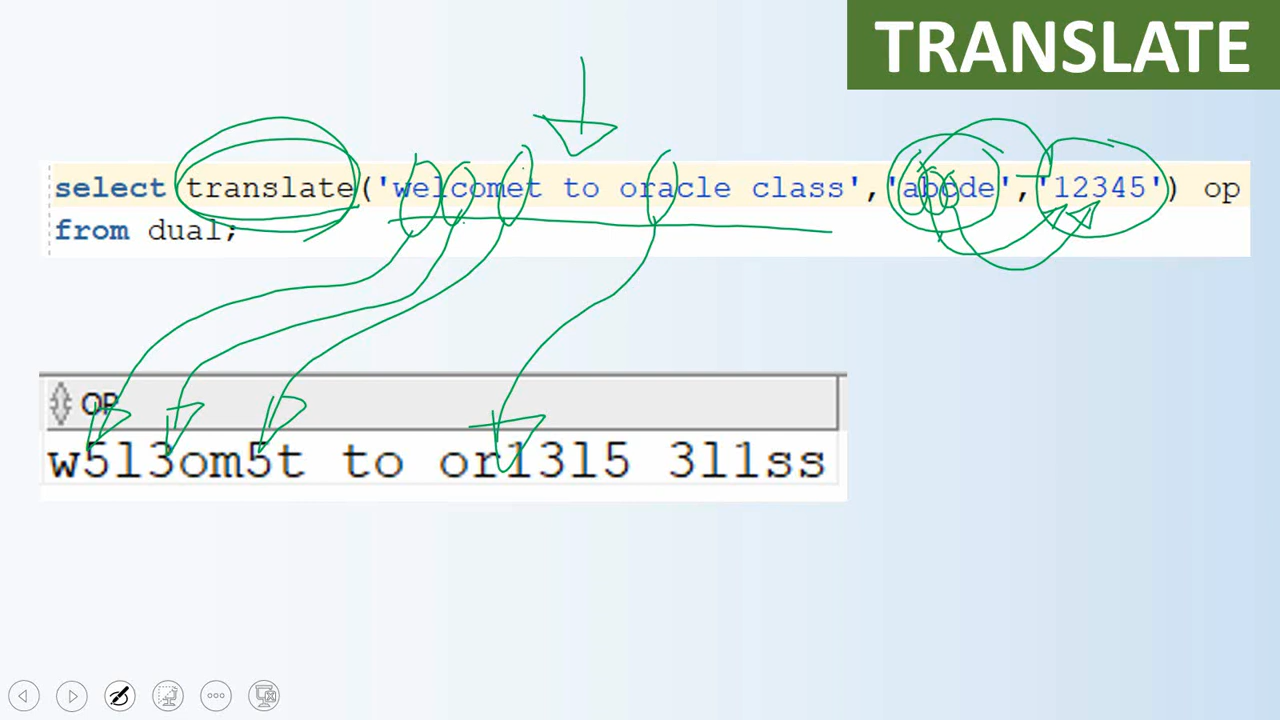 TRANSLATE
select translate('welcomet to oracle class','abcde','12345') op
from dual;
OP
w5l3om5t to or13l5 3l1ss